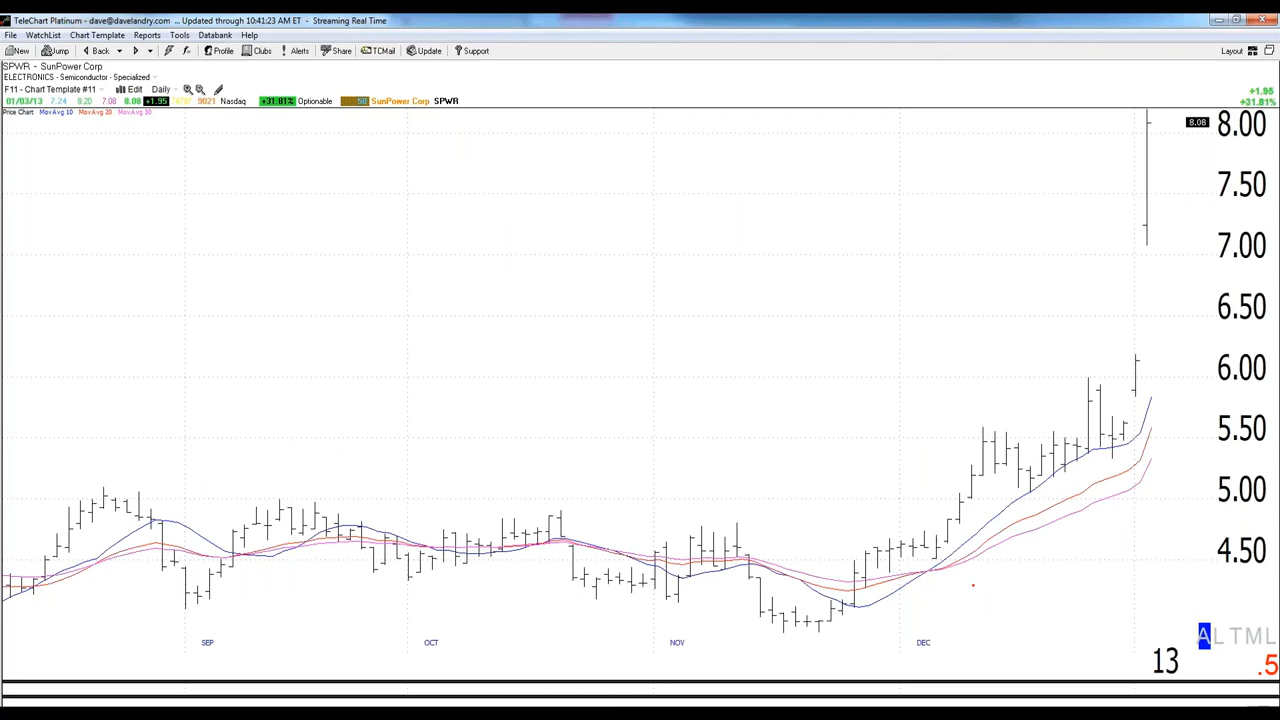 TeleChart Platinum - dave@davelandry.com ... Updated through 10:41:23 AM ET - Streaming Real Time
File WatchList Chart Template Reports Tools Databank Help
New Jump Back Profile Clubs Alerts Share TCMail Update Support Layout
SPWR - SunPower Corp
ELECTRONICS - Semiconductor - Specialized
F11 - Chart Template #11 Edit Daily
+1.95
01/03/13 7.24 8.20 7.08 8.08 +1.95 9021 Nasdaq +31.81% Optionable 50 SunPower Corp SPWR
+31.81%
Price Chart MovAvg 10 MovAvg 20 MovAvg 30
8.08
8.00
7.50
7.00
6.50
6.00
5.50
5.00
4.50
SEP OCT NOV DEC
ALTML
13
.5